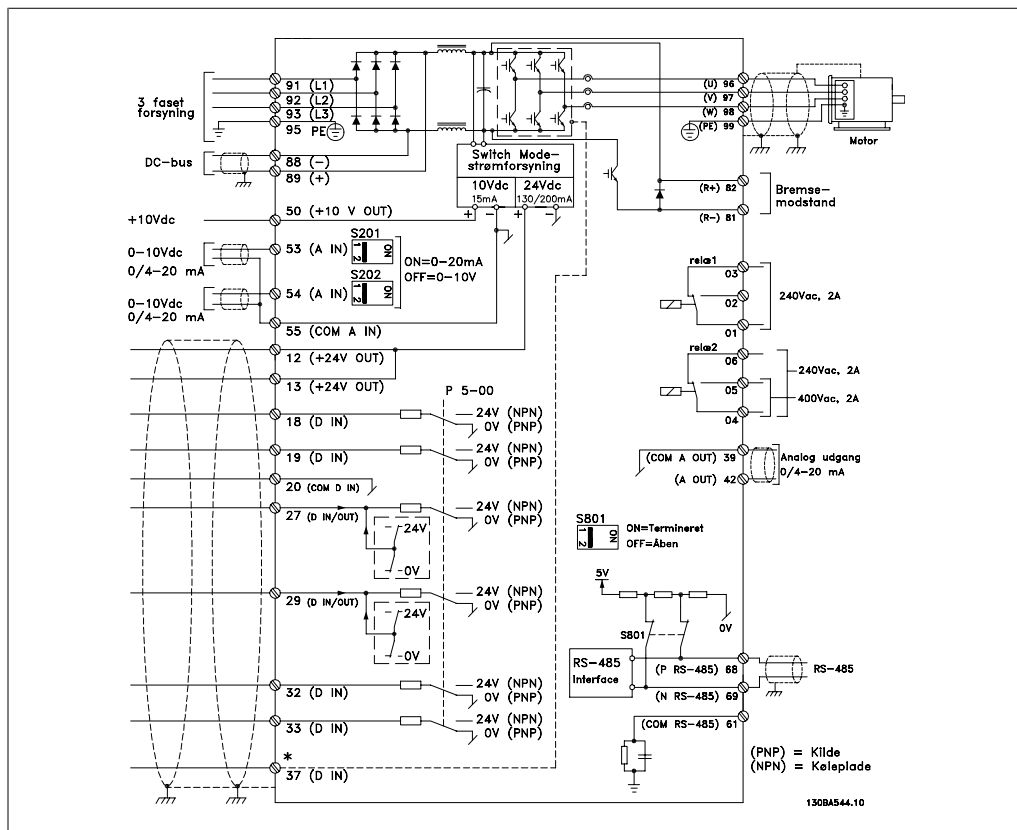 3 faset
forsyning
91 (L1)
92 (L2)
93 (L3)
95 PE
DC-bus
88 (−)
89 (+)
Switch Mode-
strømforsyning
10Vdc
15mA
24Vdc
130/200mA
+ − + −
(U) 96
(V) 97
(W) 98
(PE) 99
Motor
(R+) 82
(R−) 81
Bremse-
modstand
+10Vdc
50 (+10 V OUT)
0−10Vdc
0/4−20 mA
53 (A IN)
S201
1 2
ON
ON=0−20mA
OFF=0−10V
0−10Vdc
0/4−20 mA
54 (A IN)
S202
1 2
ON
55 (COM A IN)
12 (+24V OUT)
13 (+24V OUT)
P 5-00
18 (D IN)
24V (NPN)
0V (PNP)
19 (D IN)
24V (NPN)
0V (PNP)
20 (COM D IN)
27 (D IN/OUT)
24V (NPN)
0V (PNP)
24V
0V
29 (D IN/OUT)
24V (NPN)
0V (PNP)
24V
0V
32 (D IN)
24V (NPN)
0V (PNP)
33 (D IN)
24V (NPN)
0V (PNP)
*
37 (D IN)
relæ1
03
02
01
240Vac, 2A
relæ2
06
05
04
240Vac, 2A
400Vac, 2A
(COM A OUT) 39
(A OUT) 42
Analog udgang
0/4−20 mA
S801
1 2
ON
ON=Termineret
OFF=Åben
5V
0V
S801
RS-485
Interface
(P RS-485) 68
(N RS-485) 69
RS-485
(COM RS-485) 61
(PNP) = Kilde
(NPN) = Køleplade
130BA544.10